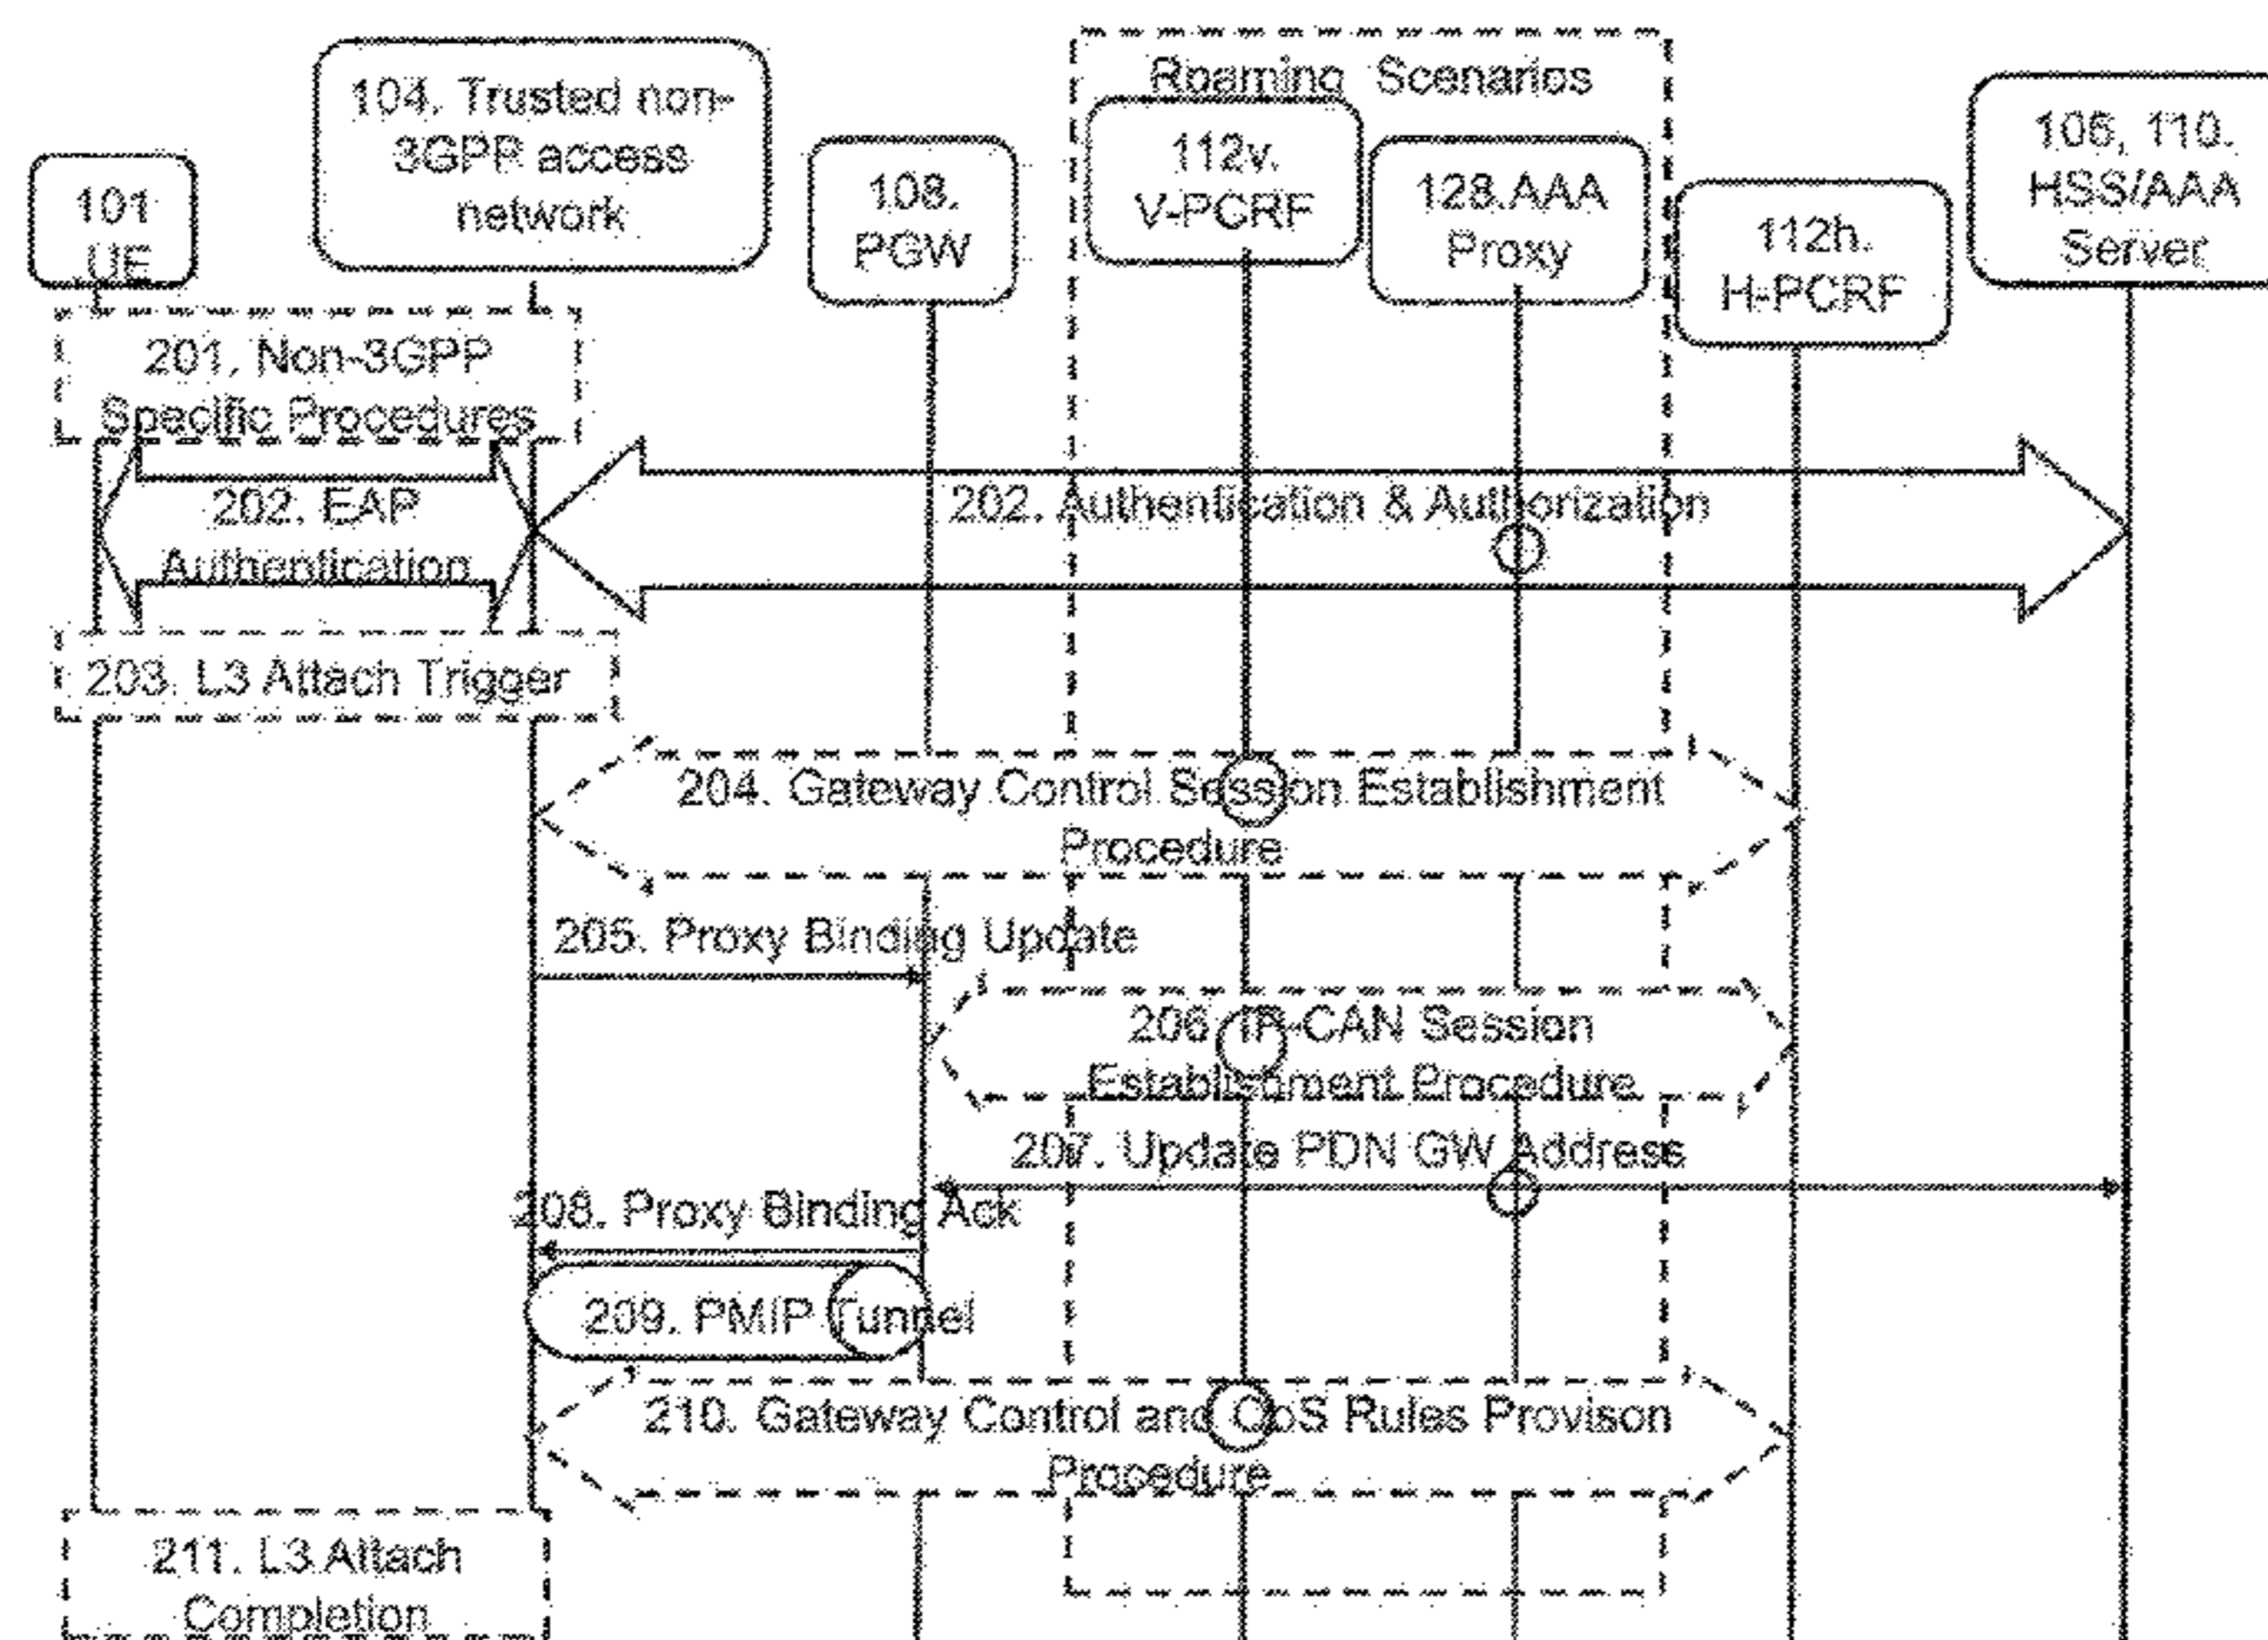 Roaming Scenarios
101
UE
104. Trusted non-
3GPP access
network
108.
PGW
112v.
V-PCRF
128.AAA
Proxy
112h.
H-PCRF
106, 110.
HSS/AAA
Server
201. Non-3GPP
Specific Procedures
202. EAP
Authentication
202. Authentication & Authorization
203. L3 Attach Trigger
204. Gateway Control Session Establishment
Procedure
205. Proxy Binding Update
206. IP-CAN Session
Establishment Procedure
207. Update PDN GW Address
208. Proxy Binding Ack
209. PMIP Tunnel
210. Gateway Control and QoS Rules Provison
Procedure
211. L3 Attach
Completion